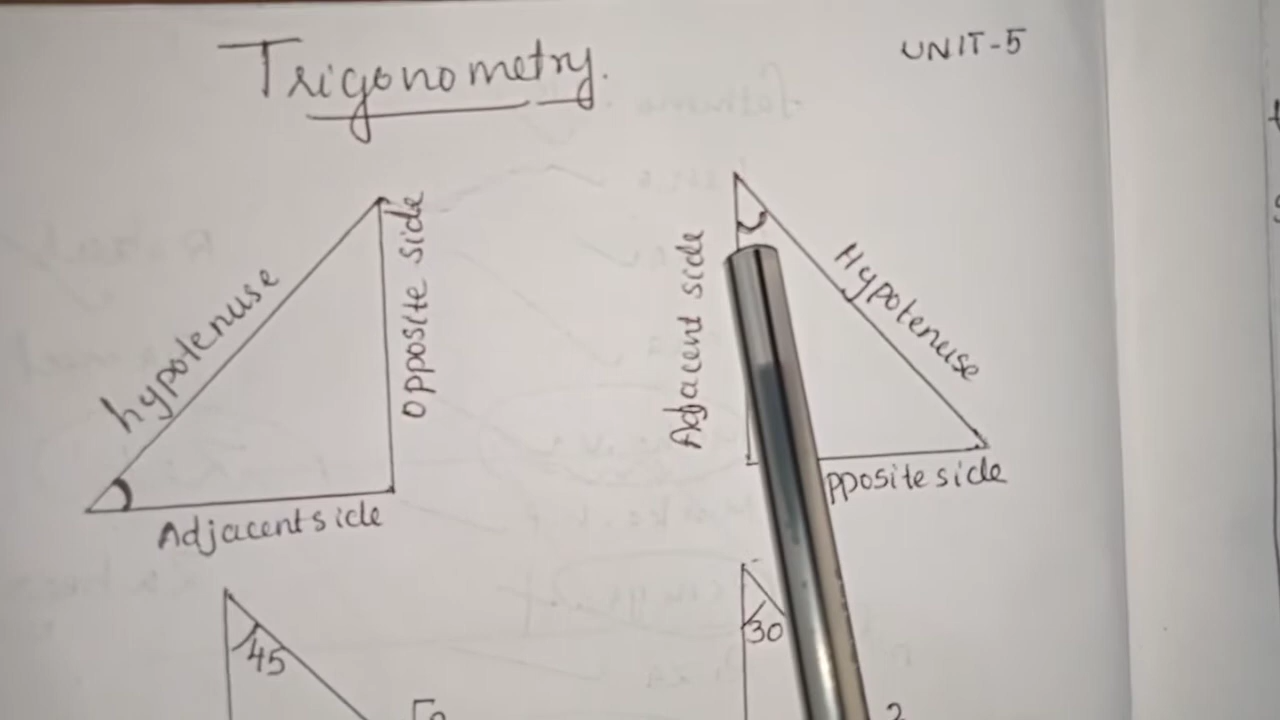 Trigonometry.
UNIT-5
hypotenuse
opposite side
Adjacent side
Adjacent side
Hypotenuse
pposite side
45
30
2